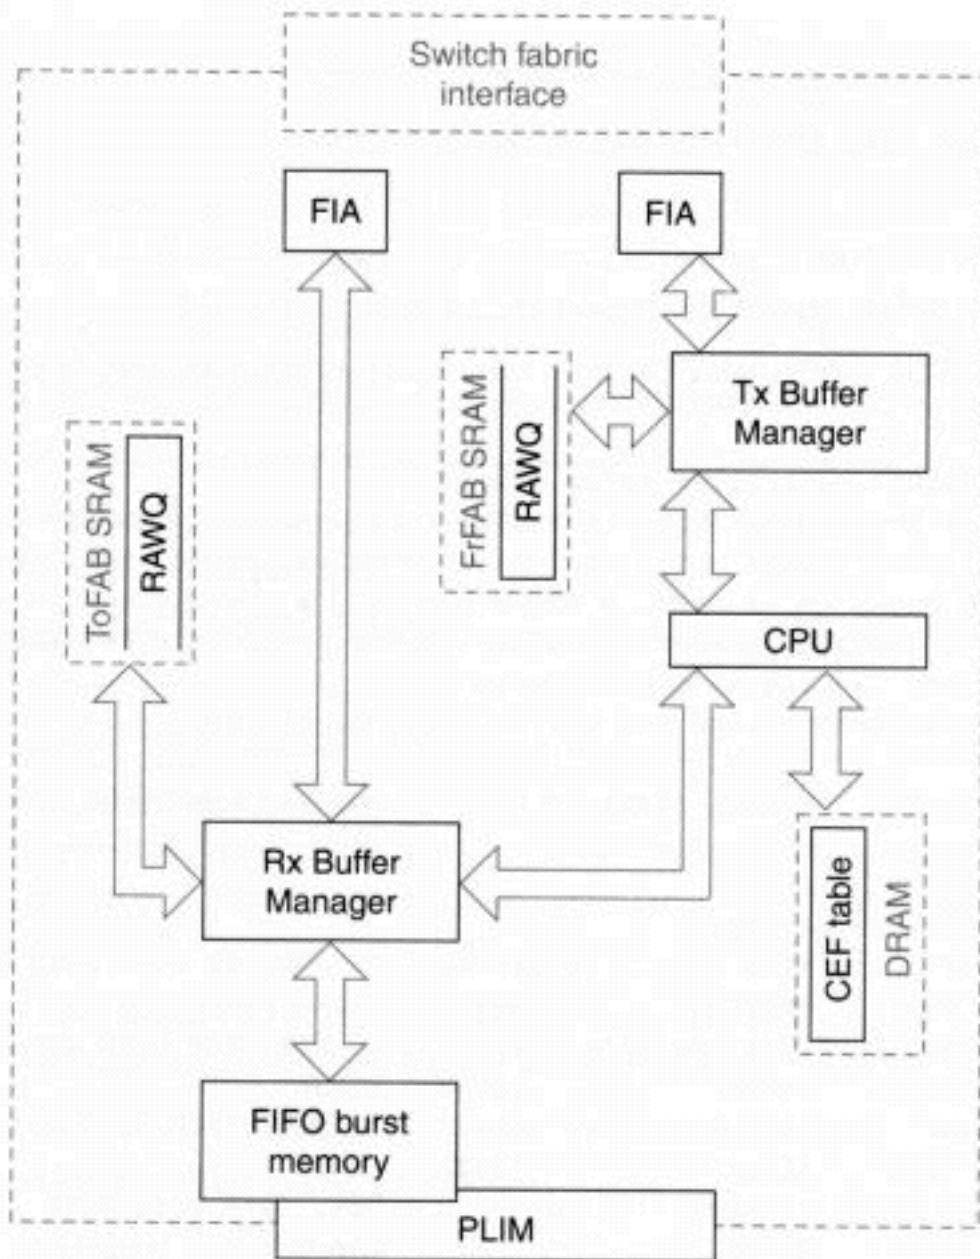 Switch fabric
interface
FIA
FIA
Tx Buffer
Manager
FrFAB SRAM
RAWQ
ToFAB SRAM
RAWQ
CPU
Rx Buffer
Manager
CEF table
DRAM
FIFO burst
memory
PLIM